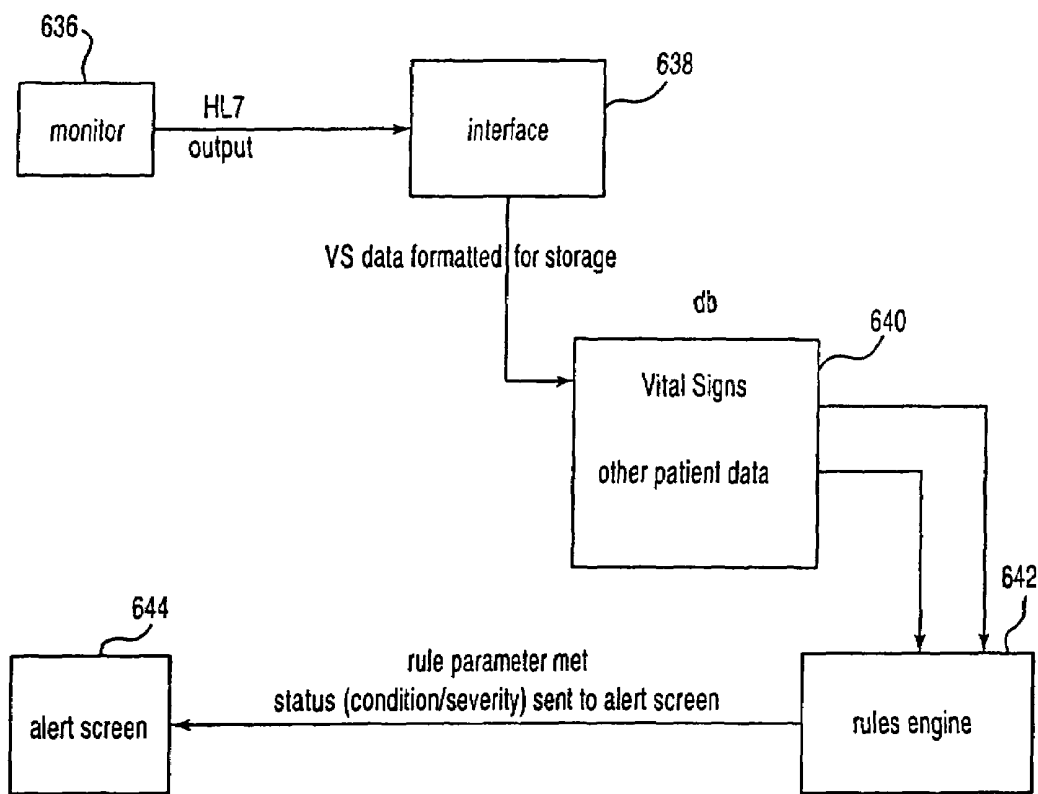 636
monitor
HL7
output
638
interface
VS data formatted for storage
db
640
Vital Signs
other patient data
642
rules engine
rule parameter met
status (condition/severity) sent to alert screen
644
alert screen